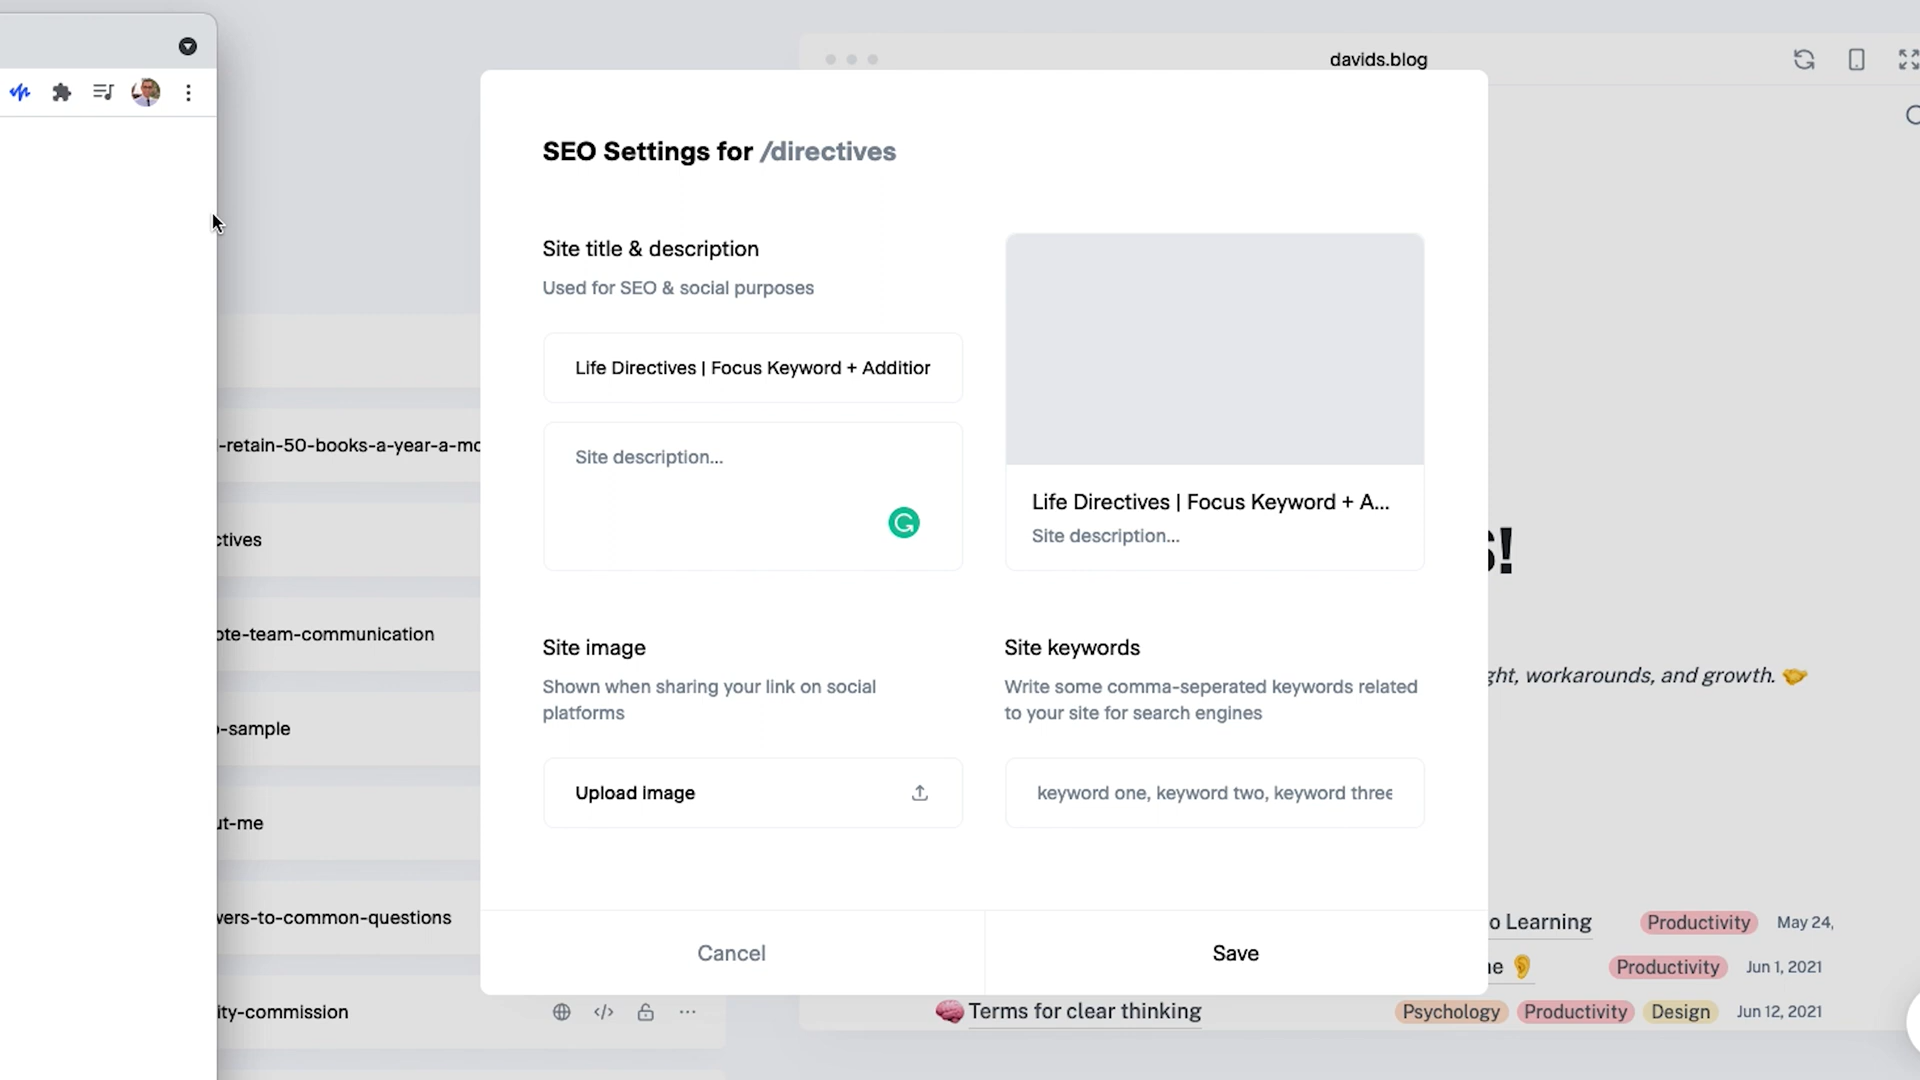 davids.blog
SEO Settings for /directives
Site title & description
Used for SEO & social purposes
Life Directives | Focus Keyword + Addition
Site description...
Life Directives | Focus Keyword + A...
Site description...
Site image
Shown when sharing your link on social
platforms
Upload image
Site keywords
Write some comma-seperated keywords related
to your site for search engines
keyword one, keyword two, keyword three
Cancel
Save
-retain-50-books-a-year-a-mo
ctives
ote-team-communication
-sample
ut-me
vers-to-common-questions
ity-commission
s!
ght, workarounds, and growth.
o Learning Productivity May 24,
ne Productivity Jun 1, 2021
Terms for clear thinking Psychology Productivity Design Jun 12, 2021